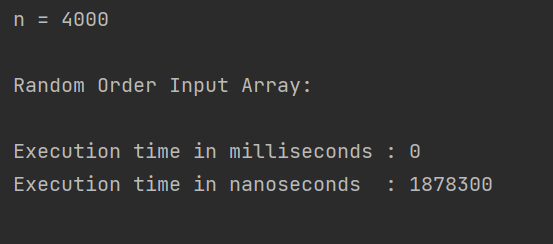 n = 4000
Random Order Input Array:
Execution time in milliseconds : 0
Execution time in nanoseconds  : 1878300